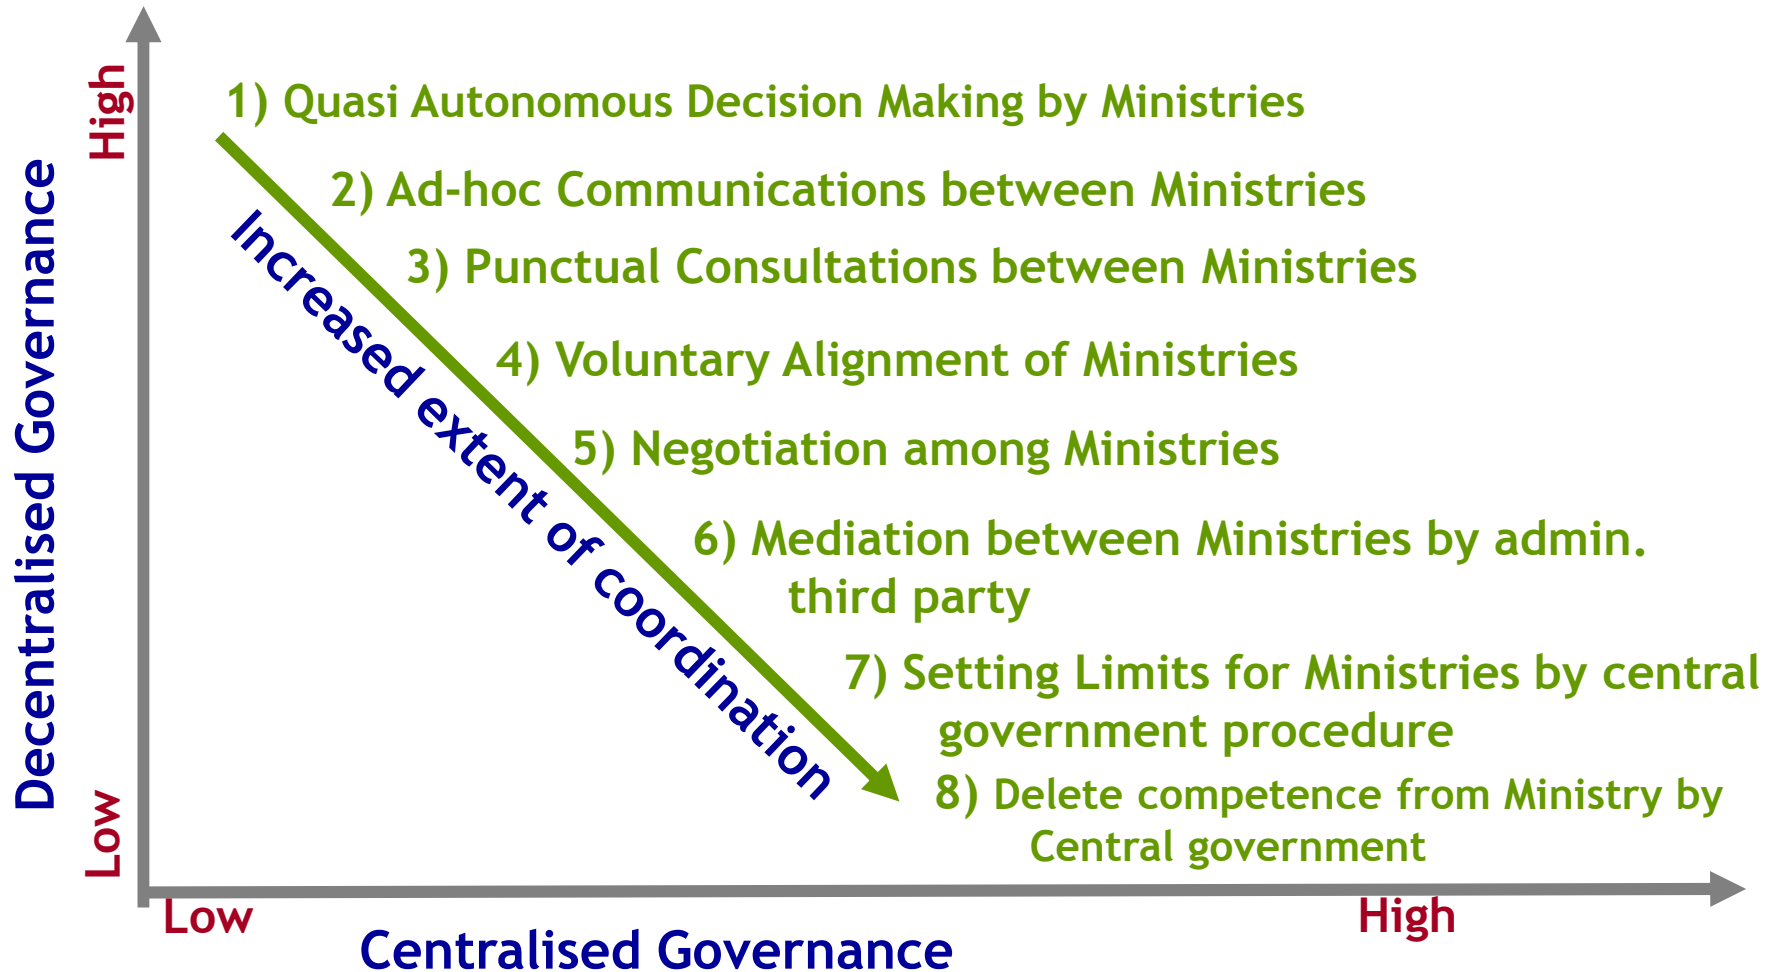 High
1) Quasi Autonomous Decision Making by Ministries
2) Ad-hoc Communications between Ministries
3) Punctual Consultations between Ministries
4) Voluntary Alignment of Ministries
5) Negotiation among Ministries
6) Mediation between Ministries by admin.
third party
7) Setting Limits for Ministries by central
government procedure
8) Delete competence from Ministry by
Central government
Increased extent of coordination
Decentralised Governance
Low
Low
High
Centralised Governance